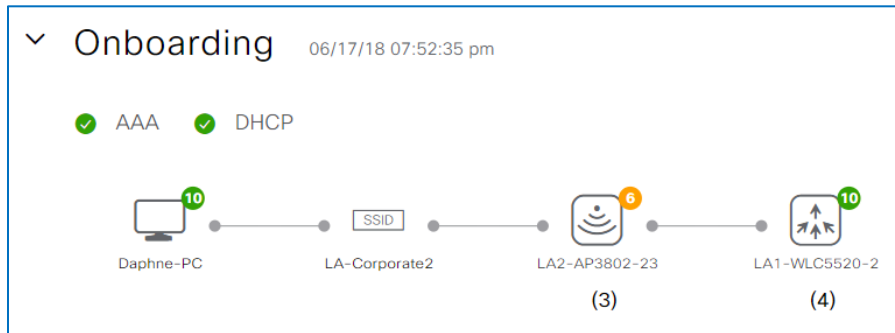 Onboarding 06/17/18 07:52:35 pm
AAA DHCP
10 6 10
SSID
Daphne-PC LA-Corporate2 LA2-AP3802-23 LA1-WLC5520-2
(3) (4)